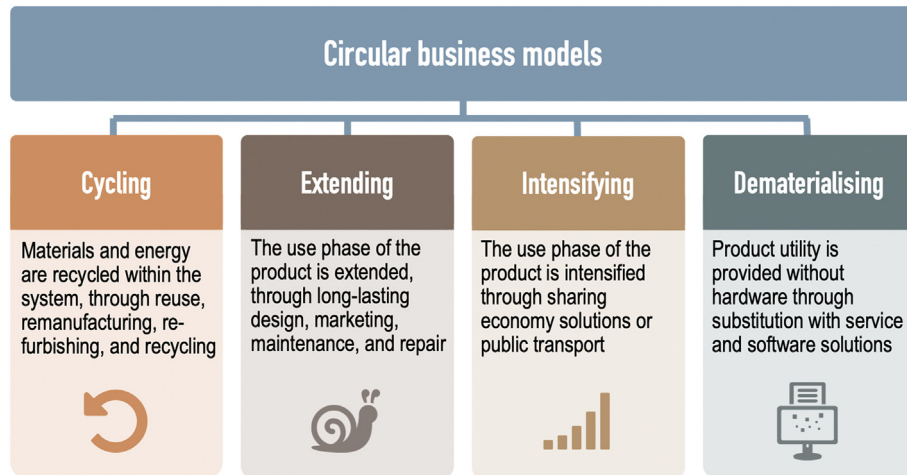 Circular business models
Cycling
Materials and energy
are recycled within the
system, through reuse,
remanufacturing, re-
furbishing, and recycling
Extending
The use phase of the
product is extended,
through long-lasting
design, marketing,
maintenance, and repair
Intensifying
The use phase of the
product is intensified
through sharing
economy solutions or
public transport
Dematerialising
Product utility is
provided without
hardware through
substitution with service
and software solutions